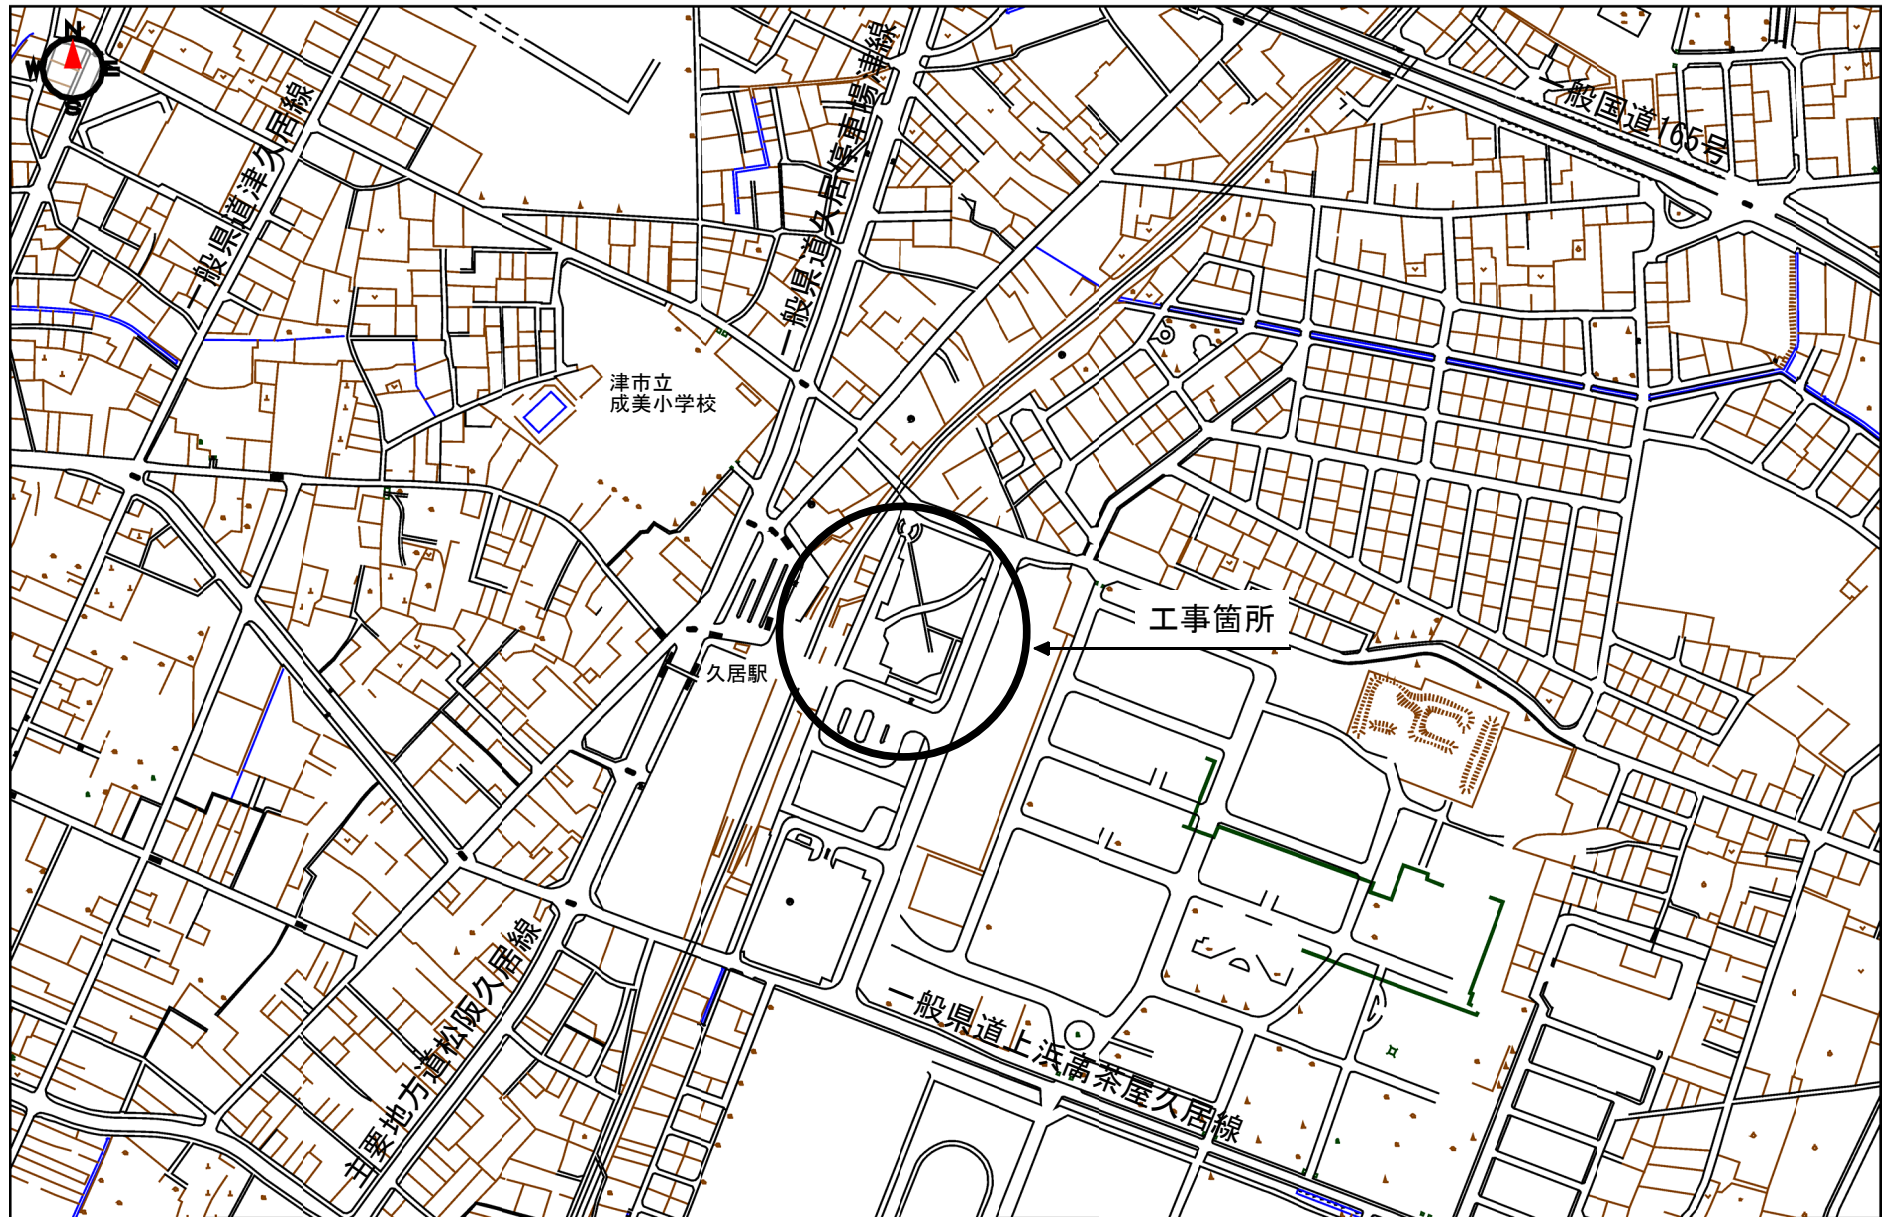 N
W
E
S
一般県道津久居線
一般県道久居停車場津線
一般国道165号
津市立
成美小学校
工事箇所
久居駅
主要地方道松阪久居線
一般県道上浜高茶屋久居線